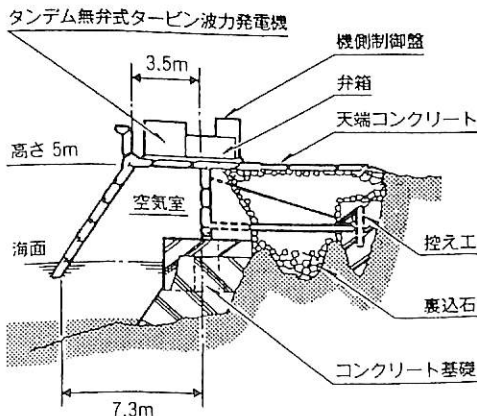 タンデム無弁式タービン波力発電機
3.5m
機側制御盤
弁箱
天端コンクリート
高さ 5m
空気室
海面
控え工
裏込石
コンクリート基礎
7.3m